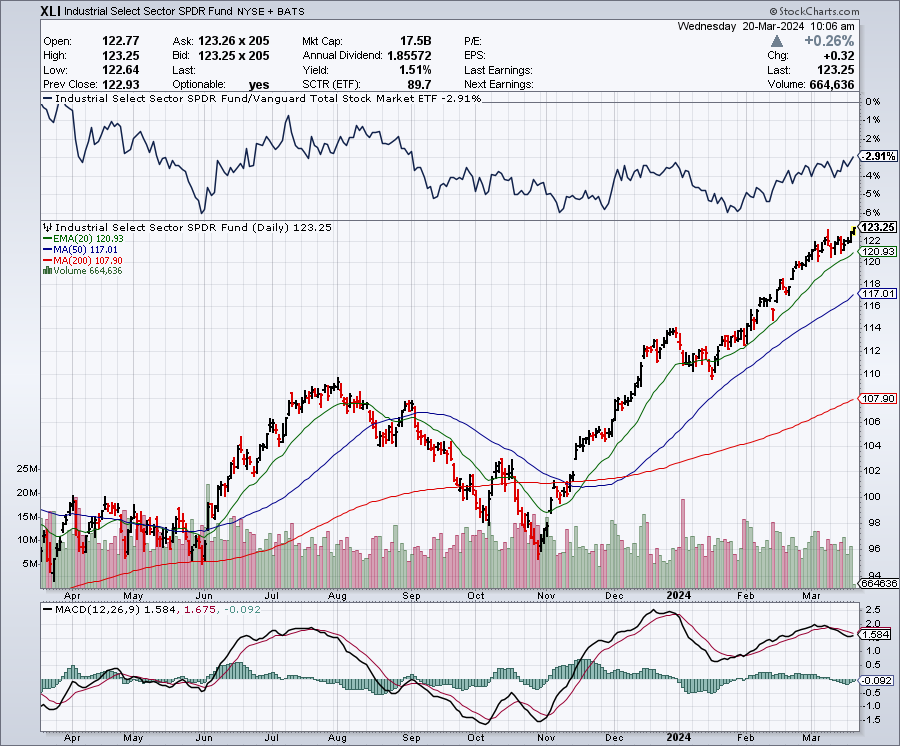 XLI Industrial Select Sector SPDR Fund NYSE + BATS
© StockCharts.com
Wednesday 20-Mar-2024 10:06 am
Open: 122.77 Ask: 123.26 x 205 Mkt Cap: 17.5B P/E: ▲ +0.26%
High: 123.25 Bid: 123.25 x 205 Annual Dividend: 1.85572 EPS: Chg: +0.32
Low: 122.64 Last: Yield: 1.51% Last Earnings: Last: 123.25
Prev Close: 122.93 Optionable: yes SCTR (ETF): 89.7 Next Earnings: Volume: 664,636
Industrial Select Sector SPDR Fund/Vanguard Total Stock Market ETF -2.91%
0%
-1%
-2%
-2.91%
-4%
-5%
-6%
Industrial Select Sector SPDR Fund (Daily) 123.25
EMA(20) 120.93
MA(50) 117.01
MA(200) 107.90
Volume 664,636
123.25
122
120.93
120
118
117.01
116
114
112
110
107.90
106
104
102
100
98
96
94
664636
25M
20M
15M
10M
5M
Apr May Jun Jul Aug Sep Oct Nov Dec 2024 Feb Mar
MACD(12,26,9) 1.584, 1.675, -0.092
2.5
2.0
1.584
1.0
0.5
-0.092
-0.5
-1.0
-1.5
Apr May Jun Jul Aug Sep Oct Nov Dec 2024 Feb Mar